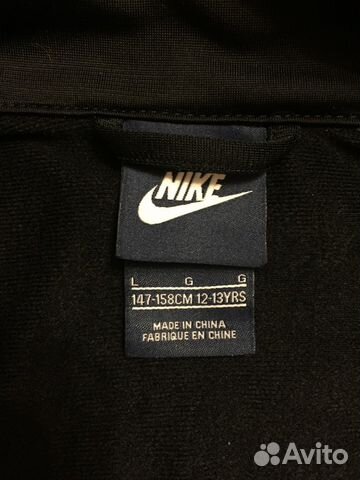 NIKE
L G G
147-158CM 12-13YRS
MADE IN CHINA
FABRIQUE EN CHINE
Avito